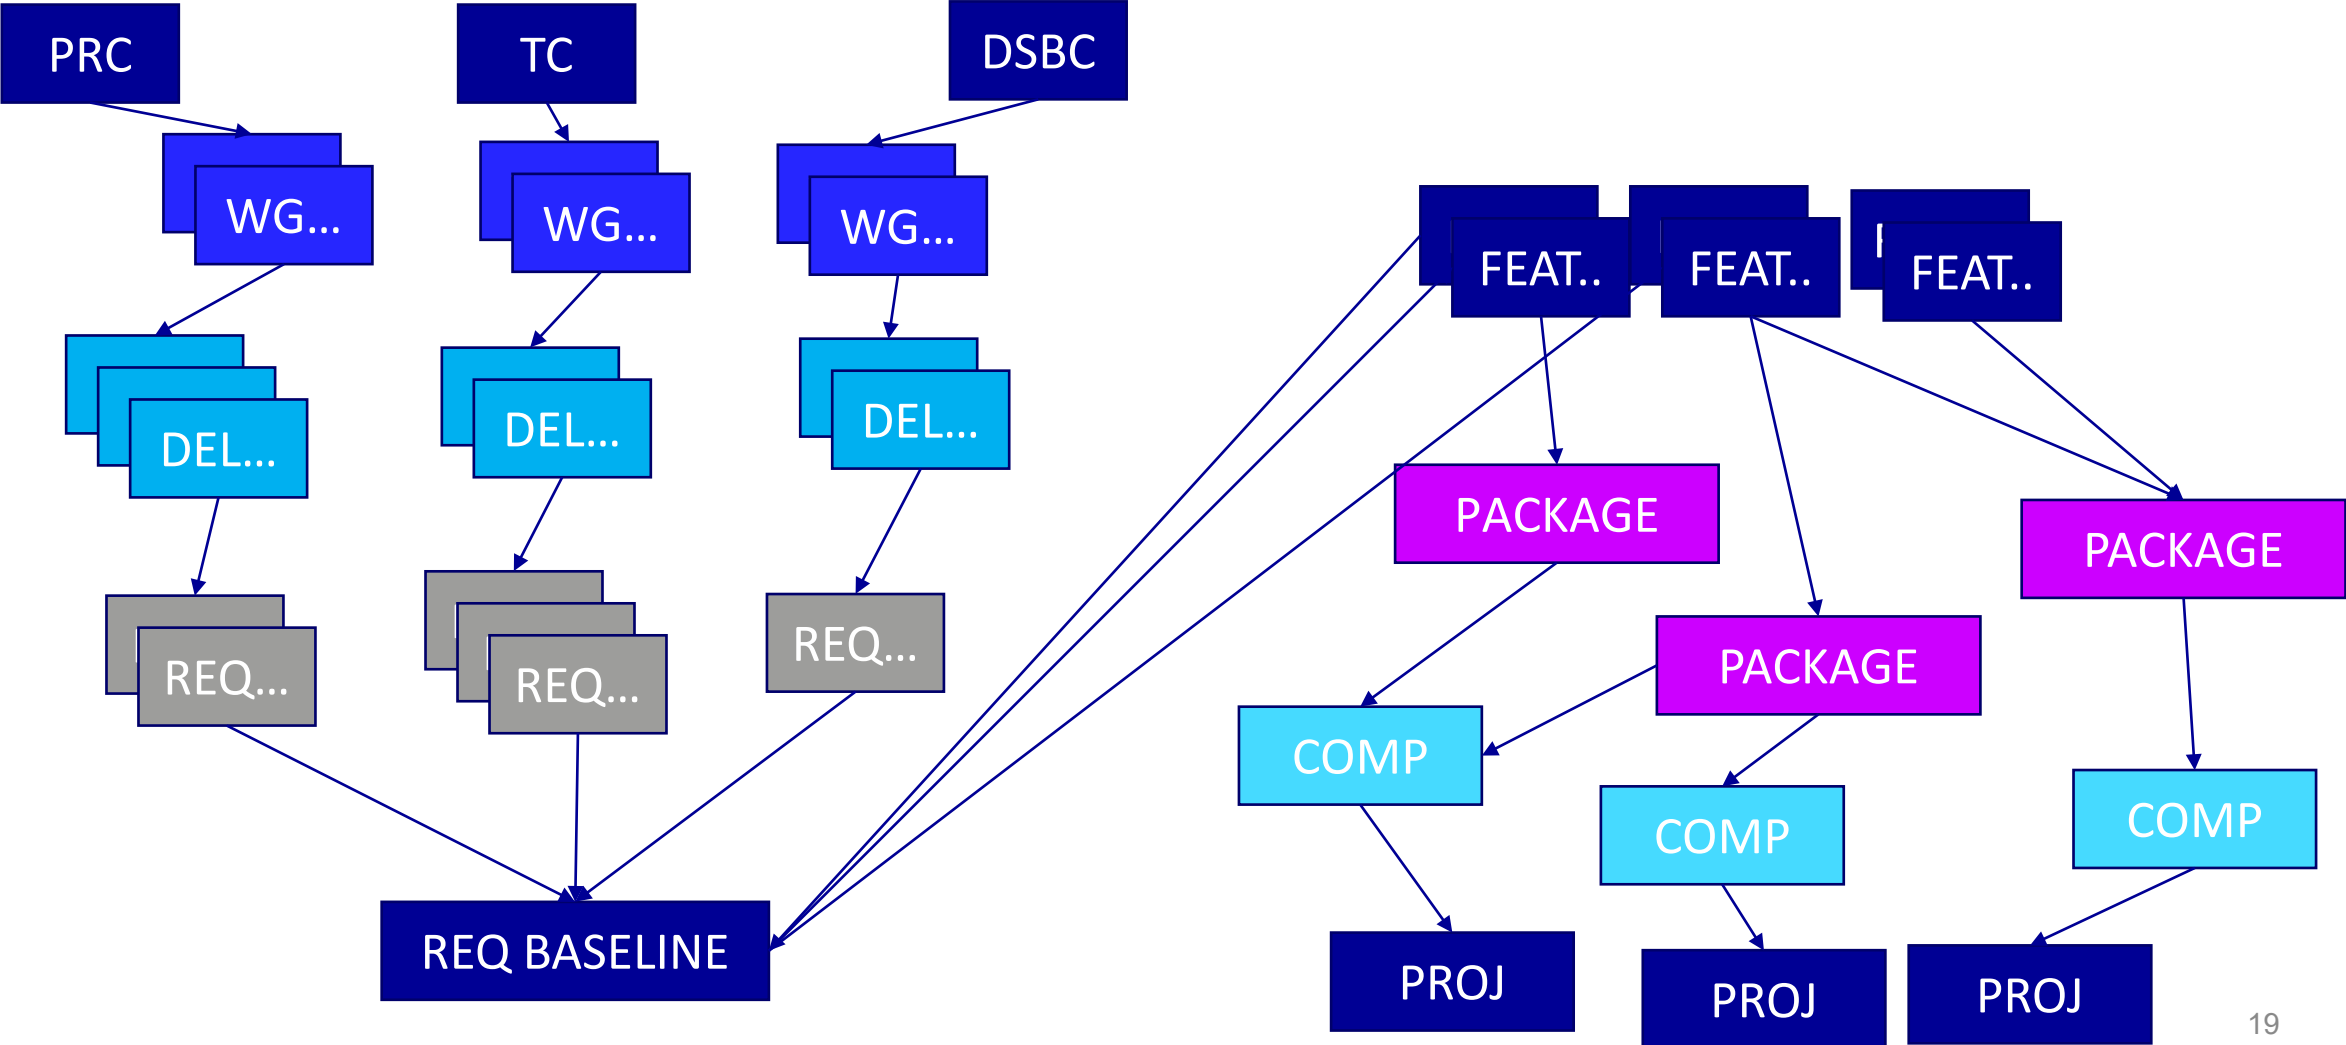 PRC
TC
DSBC
WG...
WG...
WG...
FEAT..
FEAT..
FEAT..
DEL...
DEL...
DEL...
PACKAGE
PACKAGE
PACKAGE
REQ...
REQ...
REQ...
COMP
COMP
COMP
REQ BASELINE
PROJ
PROJ
PROJ
19